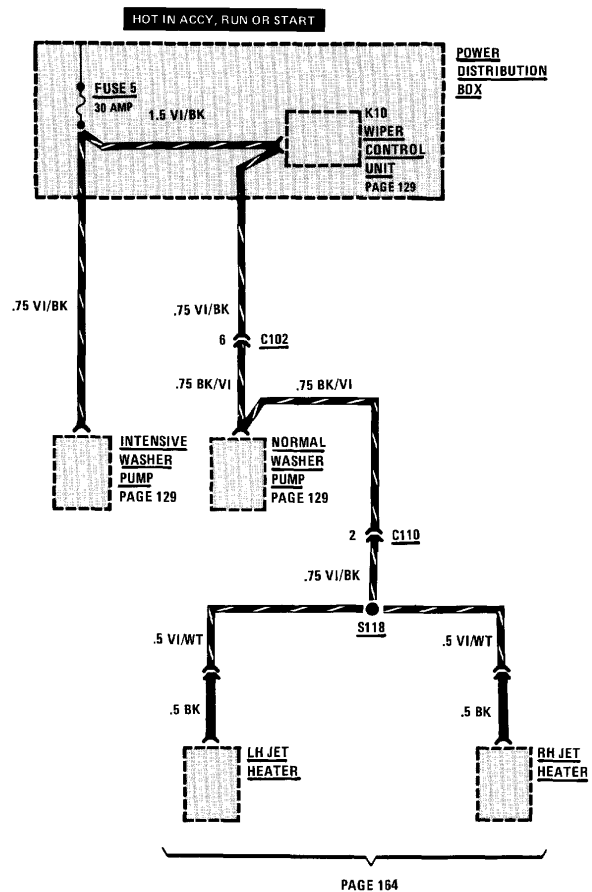 HOT IN ACCY, RUN OR START
POWER
DISTRIBUTION
BOX
FUSE 5
30 AMP
1.5 VI/BK
K10
WIPER
CONTROL
UNIT
PAGE 129
.75 VI/BK
.75 VI/BK
6
C102
.75 BK/VI
.75 BK/VI
INTENSIVE
WASHER
PUMP
PAGE 129
NORMAL
WASHER
PUMP
PAGE 129
2
C110
.75 VI/BK
S118
.5 VI/WT
.5 VI/WT
.5 BK
.5 BK
LH JET
HEATER
RH JET
HEATER
PAGE 164